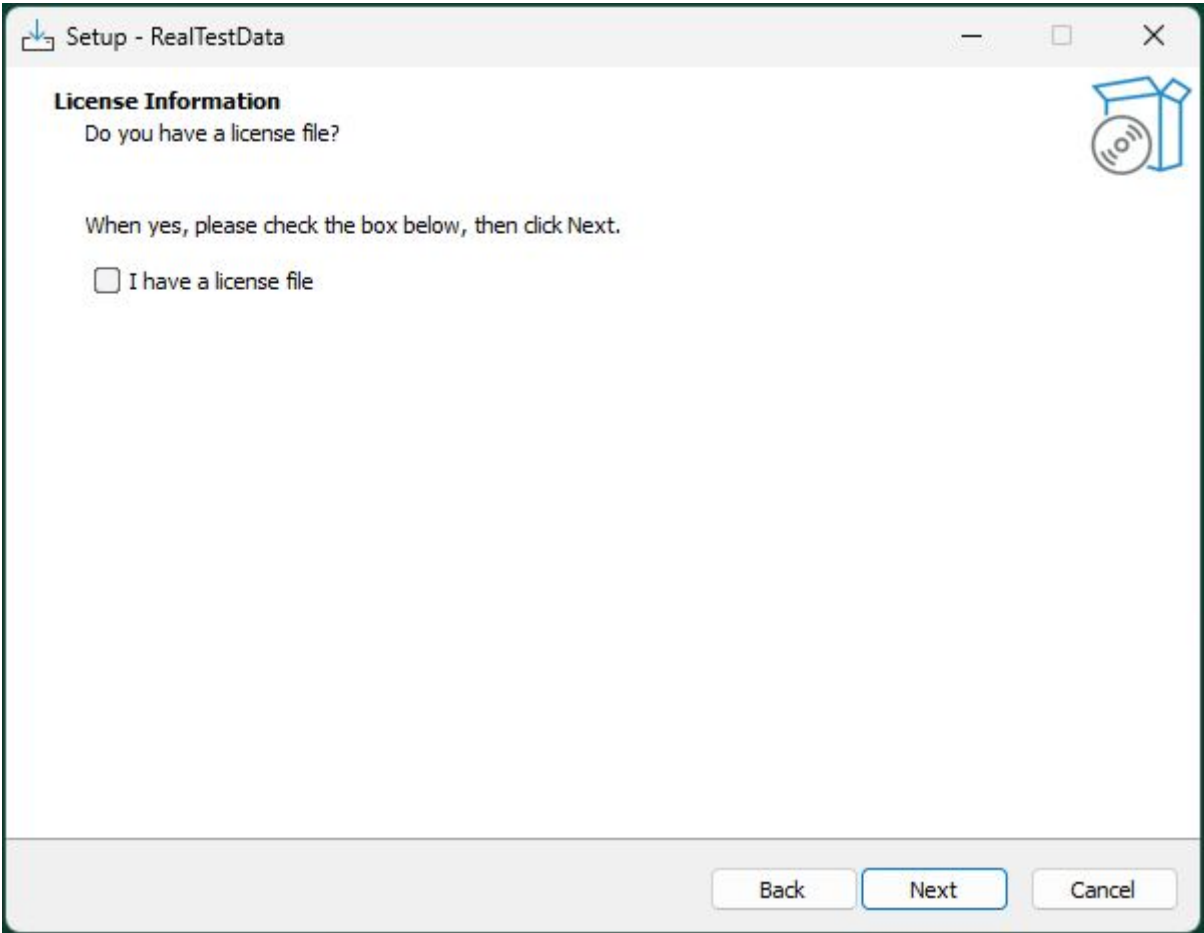 Setup - RealTestData
License Information
Do you have a license file?
When yes, please check the box below, then click Next.
I have a license file
Back Next Cancel